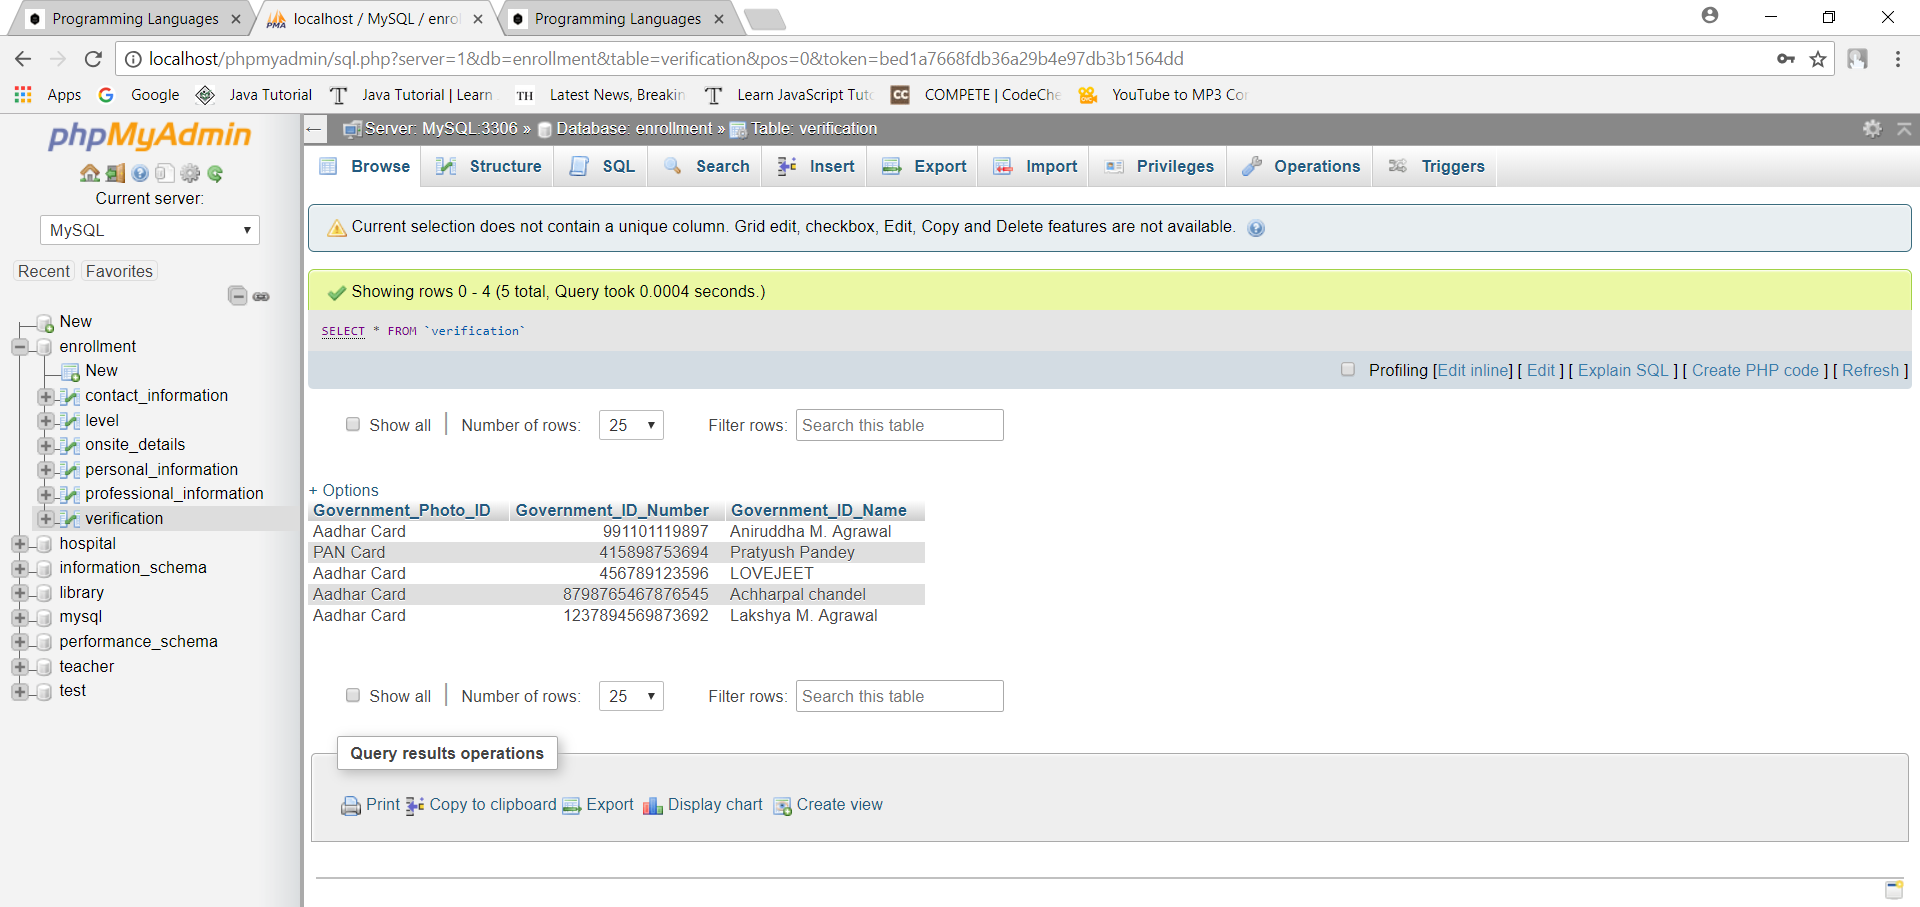 Programming Languages
localhost / MySQL / enrol
Programming Languages
localhost/phpmyadmin/sql.php?server=1&db=enrollment&table=verification&pos=0&token=bed1a7668fdb36a29b4e97db3b1564dd
Apps Google Java Tutorial Java Tutorial | Learn TH Latest News, Breakin Learn JavaScript Tuto CC COMPETE | CodeChe YouTube to MP3 Con
phpMyAdmin
Current server:
MySQL
Recent Favorites
New
enrollment
New
contact_information
level
onsite_details
personal_information
professional_information
verification
hospital
information_schema
library
mysql
performance_schema
teacher
test
Server: MySQL:3306 » Database: enrollment » Table: verification
Browse Structure SQL Search Insert Export Import Privileges Operations Triggers
Current selection does not contain a unique column. Grid edit, checkbox, Edit, Copy and Delete features are not available.
Showing rows 0 - 4 (5 total, Query took 0.0004 seconds.)
SELECT * FROM `verification`
Profiling [Edit inline] [ Edit ] [ Explain SQL ] [ Create PHP code ] [ Refresh ]
Show all | Number of rows: 25 Filter rows: Search this table
+ Options
Government_Photo_ID Government_ID_Number Government_ID_Name
Aadhar Card 991101119897 Aniruddha M. Agrawal
PAN Card 415898753694 Pratyush Pandey
Aadhar Card 456789123596 LOVEJEET
Aadhar Card 8798765467876545 Achharpal chandel
Aadhar Card 1237894569873692 Lakshya M. Agrawal
Show all | Number of rows: 25 Filter rows: Search this table
Query results operations
Print Copy to clipboard Export Display chart Create view